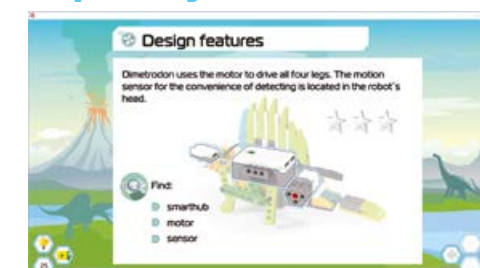 Design features
Dimetrodon uses the motor to drive all four legs. The motion
sensor for the convenience of detecting is located in the robot's
head.
Find:
smarthub
motor
sensor